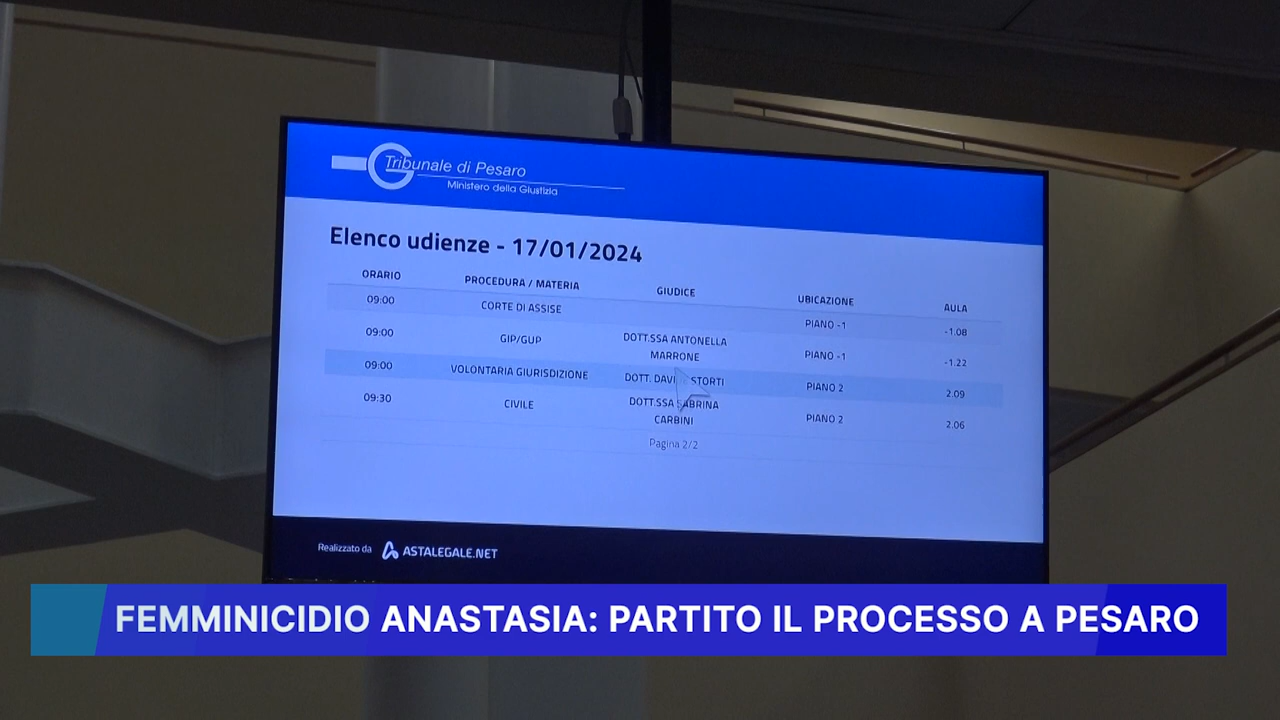 Tribunale di Pesaro
Ministero della Giustizia
Elenco udienze - 17/01/2024
ORARIO PROCEDURA / MATERIA GIUDICE UBICAZIONE AULA
09:00 CORTE DI ASSISE PIANO -1 -1.08
09:00 GIP/GUP DOTT.SSA ANTONELLA MARRONE PIANO -1 -1.22
09:00 VOLONTARIA GIURISDIZIONE DOTT. STORTI PIANO 2 2.09
09:30 CIVILE DOTT.SSA SABRINA CARBINI PIANO 2 2.06
Pagina 2/2
Realizzato da ASTALEGALE.NET
FEMMINICIDIO ANASTASIA: PARTITO IL PROCESSO A PESARO